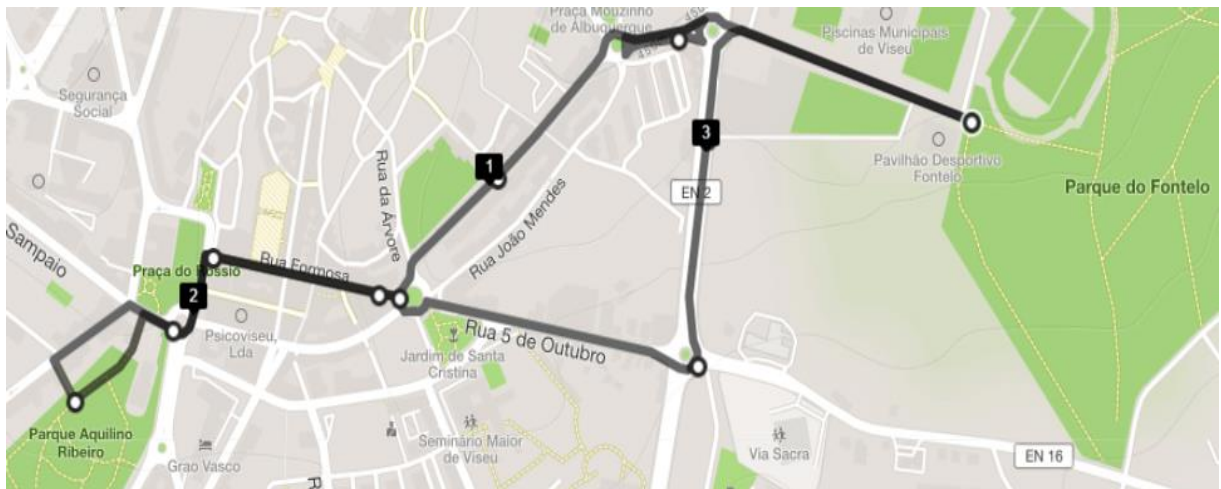 Praça Mouzinho
de Albuquerque
Piscinas Municipais
de Viseu
Segurança
Social
1
3
Pavilhão Desportivo
Fontelo
Parque do Fontelo
EN 2
Rua da Árvore
Rua João Mendes
Sampaio
Praça do Rossio
Rua Formosa
2
Psicoviseu,
Lda
Rua 5 de Outubro
Jardim de Santa
Cristina
Parque Aquilino
Ribeiro
Grao Vasco
Seminário Maior
de Viseu
R
Via Sacra
EN 16